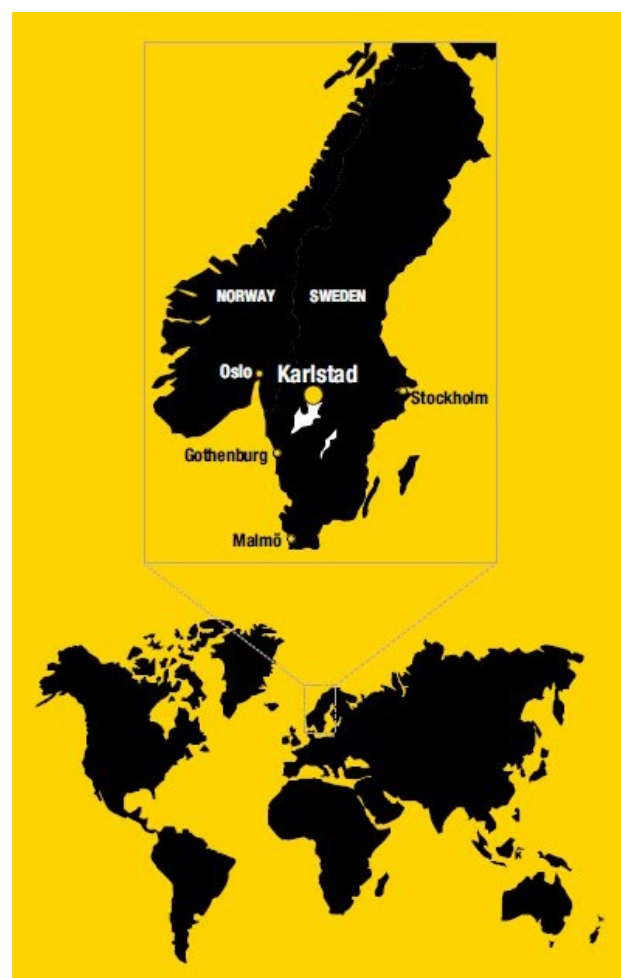 NORWAY SWEDEN
Oslo Karlstad
Stockholm
Gothenburg
Malmö